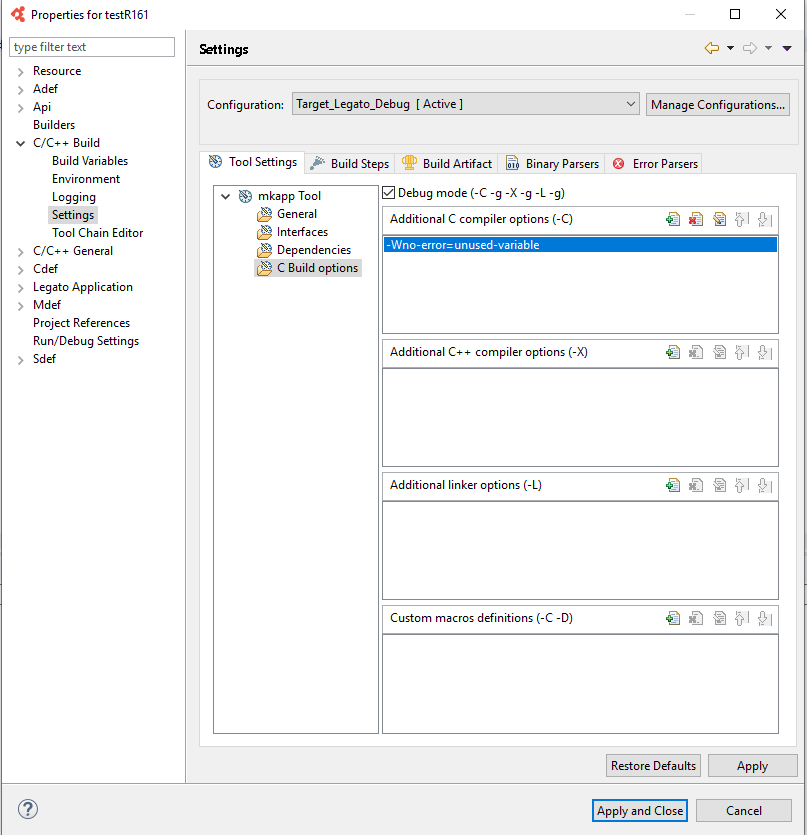 Properties for testR161
type filter text
Resource
Adef
Api
Builders
C/C++ Build
Build Variables
Environment
Logging
Settings
Tool Chain Editor
C/C++ General
Cdef
Legato Application
Mdef
Project References
Run/Debug Settings
Sdef
Settings
Configuration: Target_Legato_Debug [ Active ] Manage Configurations...
Tool Settings Build Steps Build Artifact Binary Parsers Error Parsers
mkapp Tool
General
Interfaces
Dependencies
C Build options
Debug mode (-C -g -X -g -L -g)
Additional C compiler options (-C)
-Wno-error=unused-variable
Additional C++ compiler options (-X)
Additional linker options (-L)
Custom macros definitions (-C -D)
Restore Defaults Apply
Apply and Close Cancel